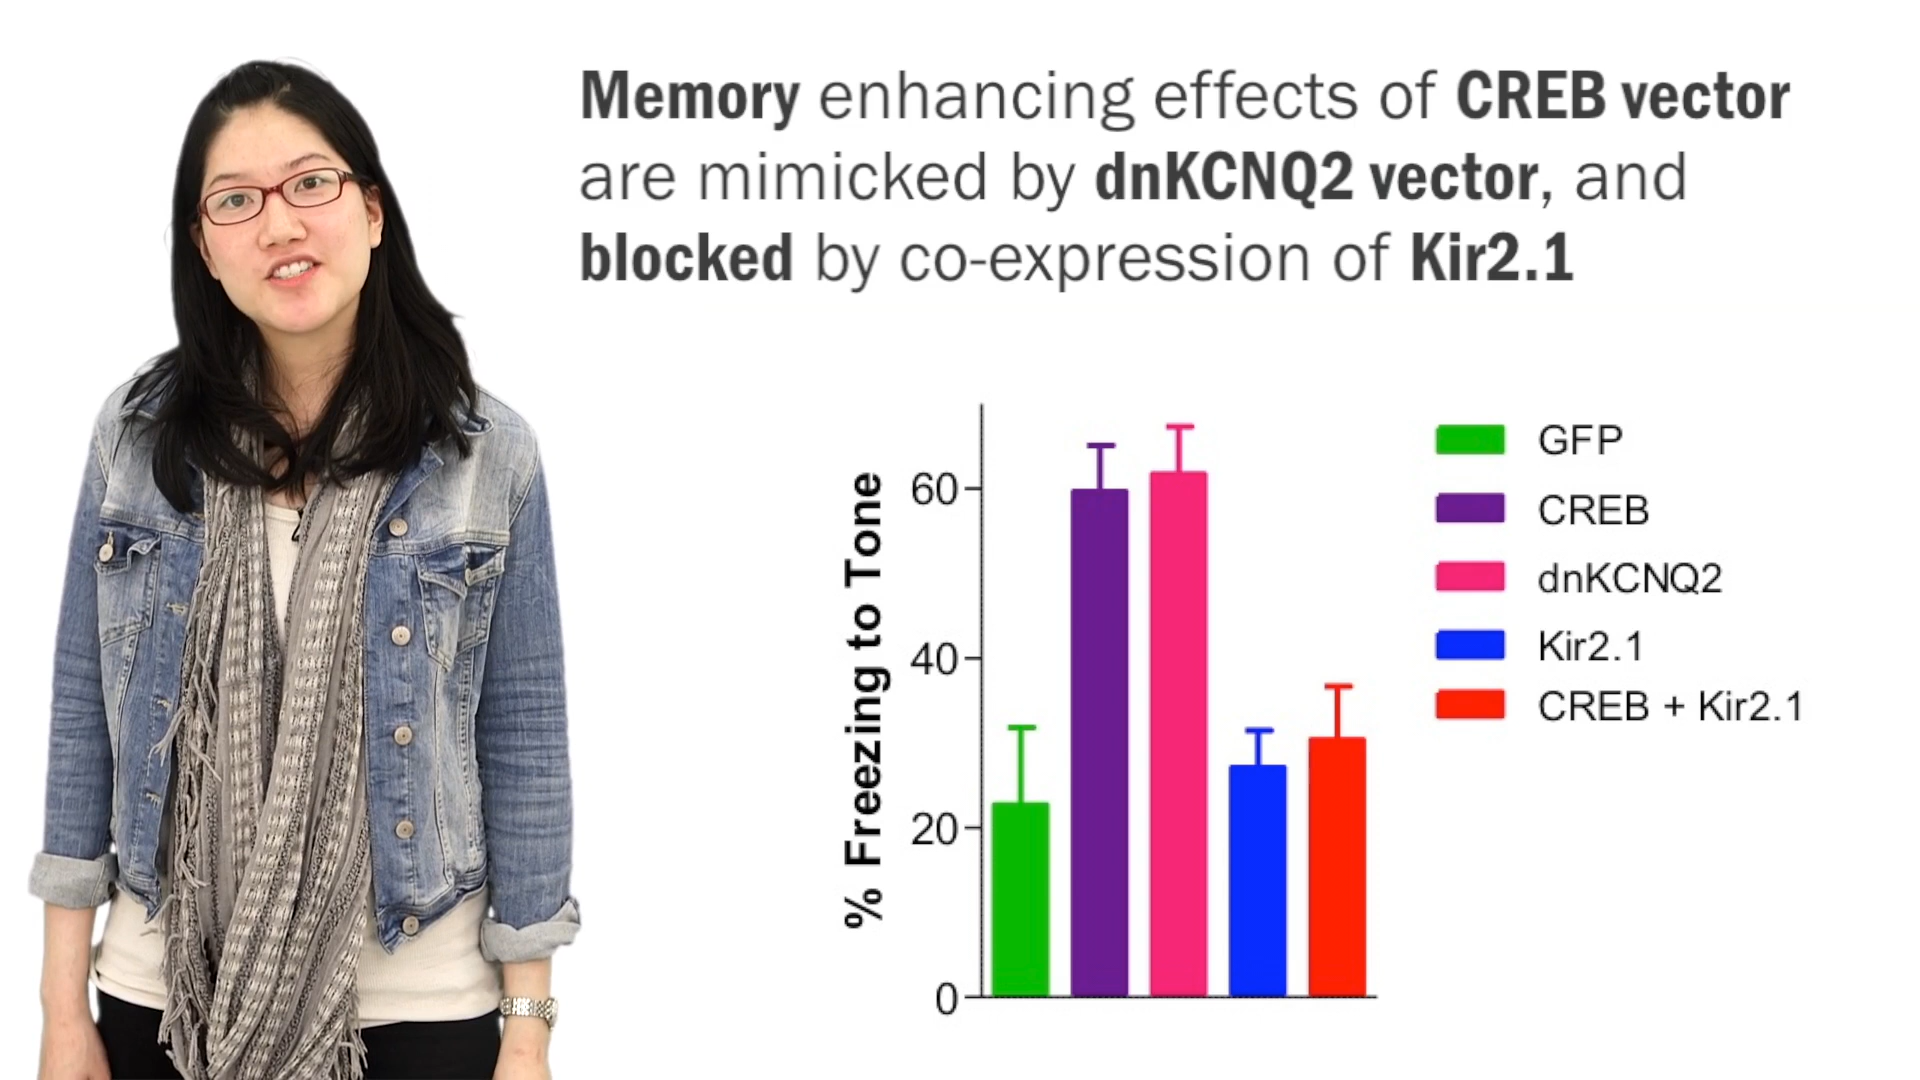 Memory enhancing effects of CREB vector
are mimicked by dnKCNQ2 vector, and
blocked by co-expression of Kir2.1
% Freezing to Tone
60
40
20
0
GFP
CREB
dnKCNQ2
Kir2.1
CREB + Kir2.1